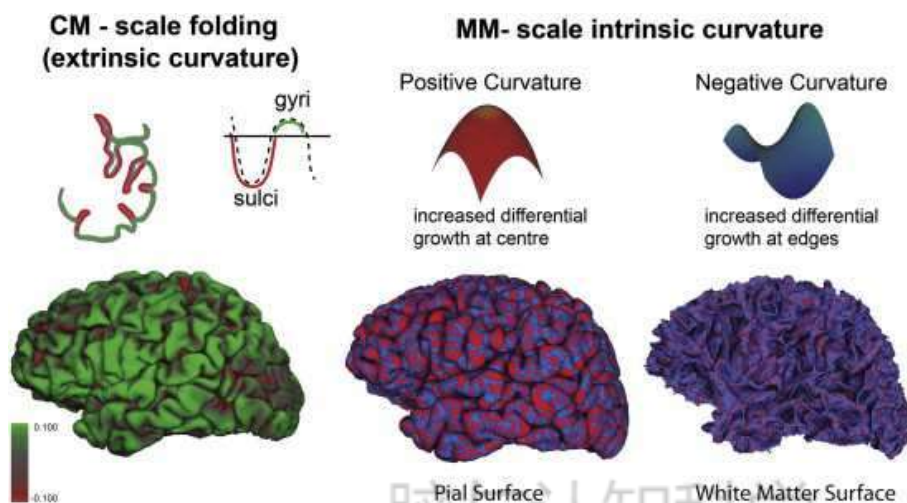 CM - scale folding
(extrinsic curvature)
MM- scale intrinsic curvature
gyri
sulci
Positive Curvature
increased differential
growth at centre
Negative Curvature
increased differential
growth at edges
0.100
-0.100
Pial Surface
White Matter Surface